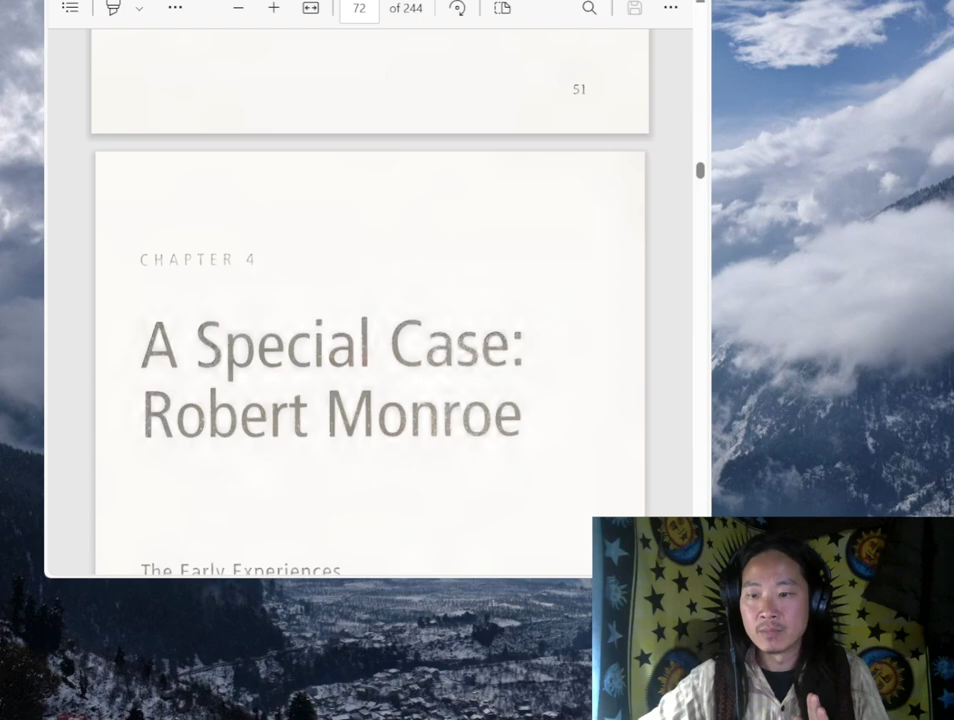 72 of 244
51
CHAPTER 4
A Special Case:
Robert Monroe
The Early Experiences